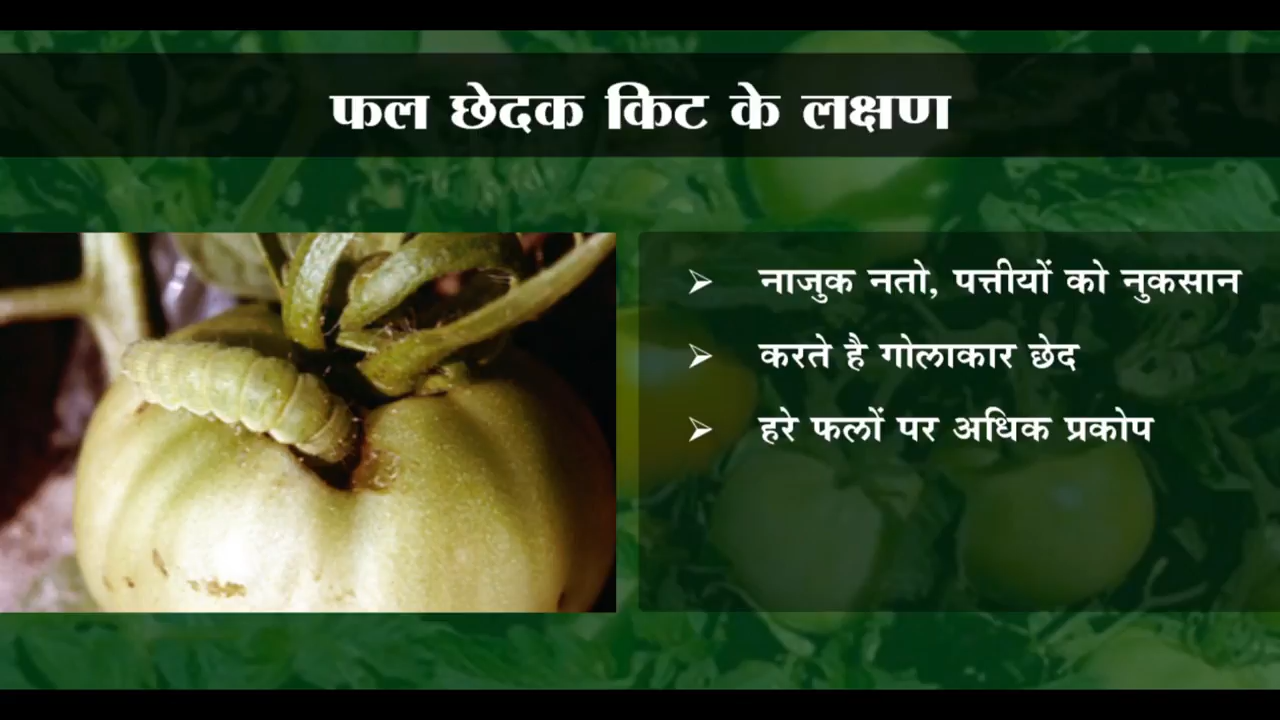 फल छेदक किट के लक्षण
नाजुक नतो, पत्तीयों को नुकसान
करते है गोलाकार छेद
हरे फलों पर अधिक प्रकोप